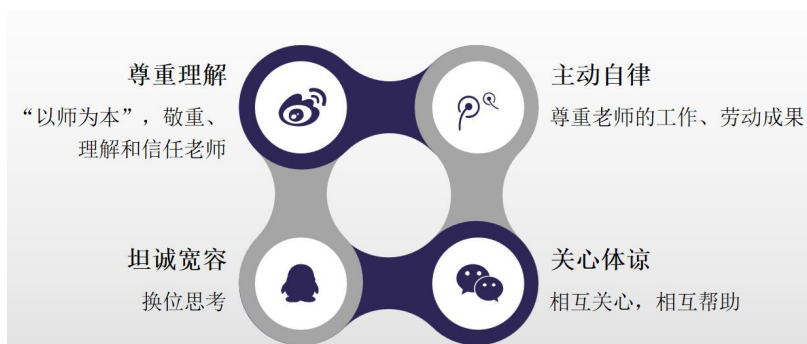 尊重理解
“以师为本”，敬重、
理解和信任老师
主动自律
尊重老师的工作、劳动成果
坦诚宽容
换位思考
关心体谅
相互关心，相互帮助